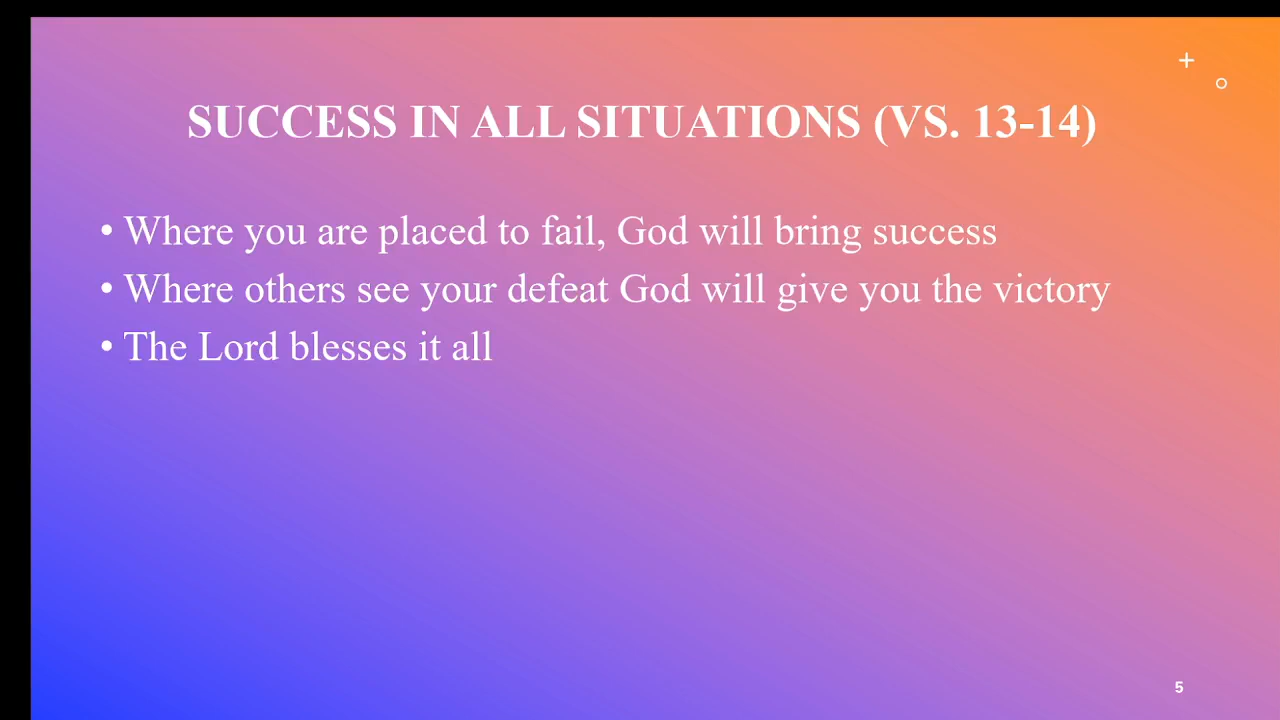 SUCCESS IN ALL SITUATIONS (VS. 13-14)
• Where you are placed to fail, God will bring success
• Where others see your defeat God will give you the victory
• The Lord blesses it all
5